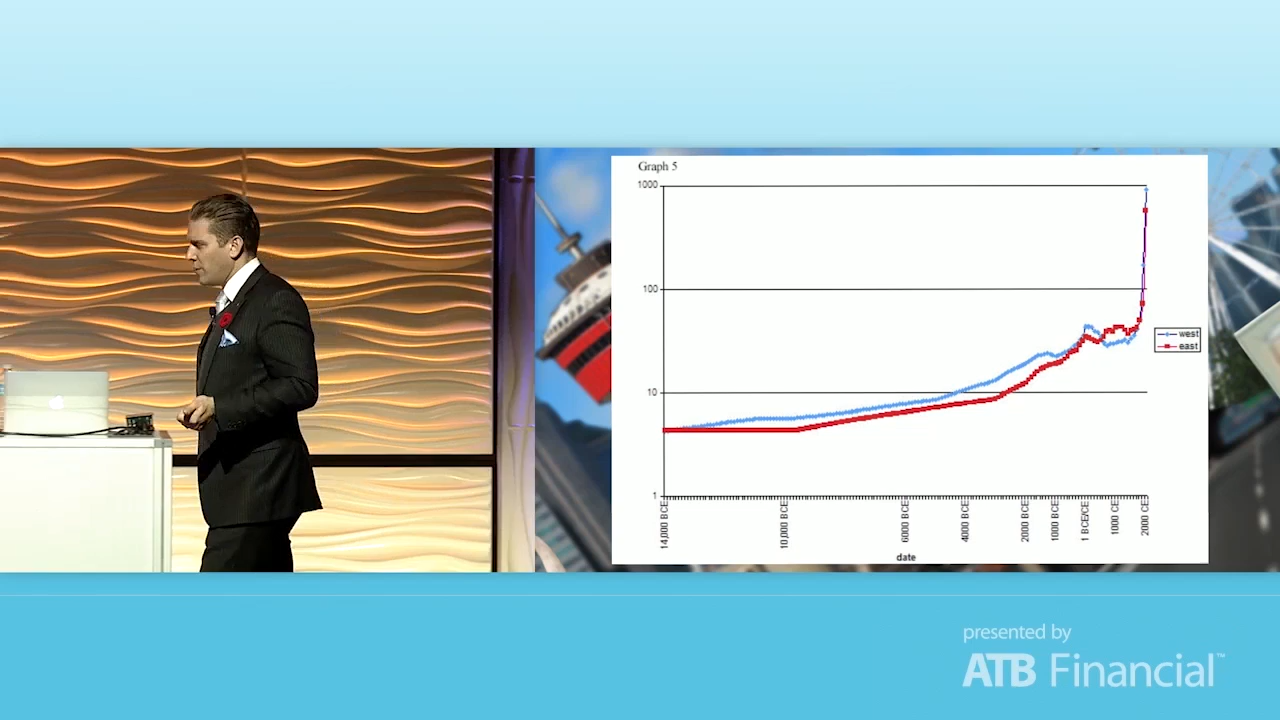 Graph 5
1000
100
10
1
14,000 BCE
10,000 BCE
6000 BCE
4000 BCE
2000 BCE
1000 BCE
1 BCE/CE
1000 CE
2000 CE
date
west
east
presented by
ATB Financial™